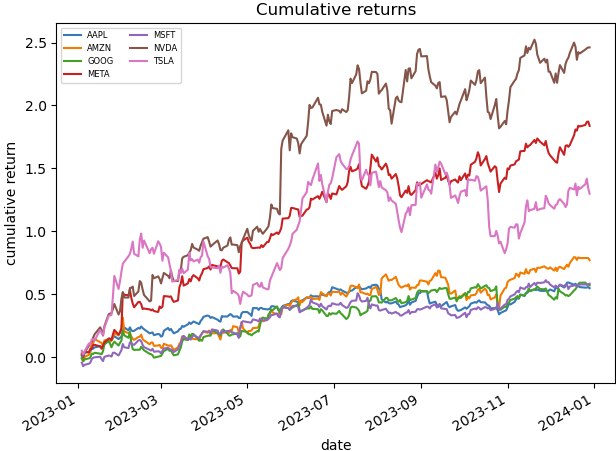 Cumulative returns
AAPL MSFT
AMZN NVDA
GOOG TSLA
META
cumulative return
2.5
2.0
1.5
1.0
0.5
0.0
2023-01 2023-03 2023-05 2023-07 2023-09 2023-11 2024-01
date